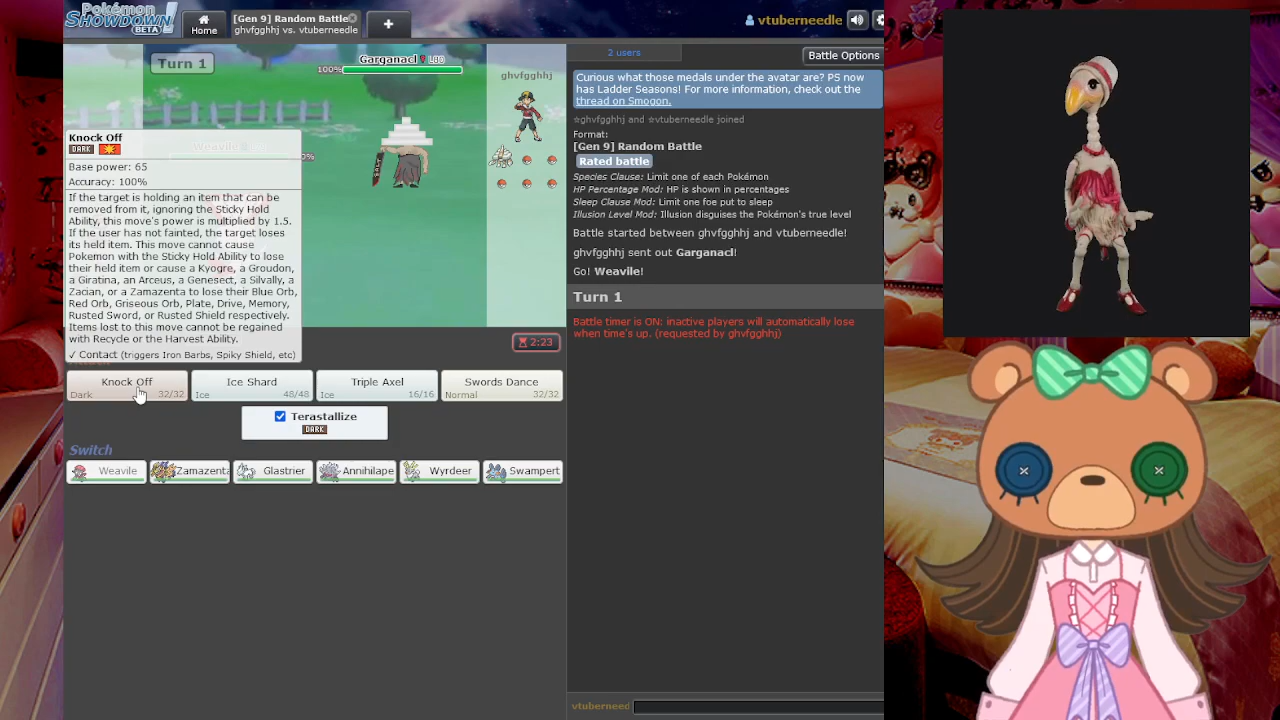 Pokémon
SHOWDOWN!
BETA
Home
[Gen 9] Random Battle
ghvfgghhj vs. vtuberneedle
+
vtuberneedle
Turn 1
Garganacl L80
100%
ghvfgghhj
Weavile
Knock Off
DARK
Base power: 65
Accuracy: 100%
If the target is holding an item that can be
removed from it, ignoring the Sticky Hold
Ability, this move's power is multiplied by 1.5.
If the user has not fainted, the target loses
its held item. This move cannot cause
Pokemon with the Sticky Hold Ability to lose
their held item or cause a Kyogre, a Groudon,
a Giratina, an Arceus, a Genesect, a Silvally, a
Zacian, or a Zamazenta to lose their Blue Orb,
Red Orb, Griseous Orb, Plate, Drive, Memory,
Rusted Sword, or Rusted Shield respectively.
Items lost to this move cannot be regained
with Recycle or the Harvest Ability.
✓ Contact (triggers Iron Barbs, Spiky Shield, etc)
2:23
Knock Off
Dark 32/32
Ice Shard
Ice 48/48
Triple Axel
Ice 16/16
Swords Dance
Normal 32/32
Terastallize
DARK
Switch
Weavile
Zamazenta
Glastrier
Annihilape
Wyrdeer
Swampert
2 users
Battle Options
Curious what those medals under the avatar are? PS now
has Ladder Seasons! For more information, check out the
thread on Smogon.
☆ghvfgghhj and ☆vtuberneedle joined
Format:
[Gen 9] Random Battle
Rated battle
Species Clause: Limit one of each Pokémon
HP Percentage Mod: HP is shown in percentages
Sleep Clause Mod: Limit one foe put to sleep
Illusion Level Mod: Illusion disguises the Pokémon's true level
Battle started between ghvfgghhj and vtuberneedle!
ghvfgghhj sent out Garganacl!
Go! Weavile!
Turn 1
Battle timer is ON: inactive players will automatically lose
when time's up. (requested by ghvfgghhj)
vtuberneed